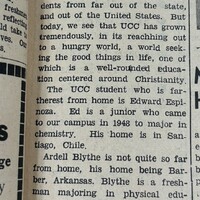 dents from far out of the state,
and out of the United States. But
today, we see that UCC has grown
tremendously, in its reachhing out
to a hungry world, a world seek-
ing the good things in life, one of
which is a well-rounded educa-
tion centered around Christianity.
The UCC student who is far-
therest from home is Edward Espi-
noza. Ed is a junior who came
to our campus in 1943 to major in
chemistry. His home is in San-
tiago, Chile.
Ardell Blythe is not quite so far
from home, his home being Bar-
ber, Arkansas. Blythe is a fresh-
man majoring in physical edu-